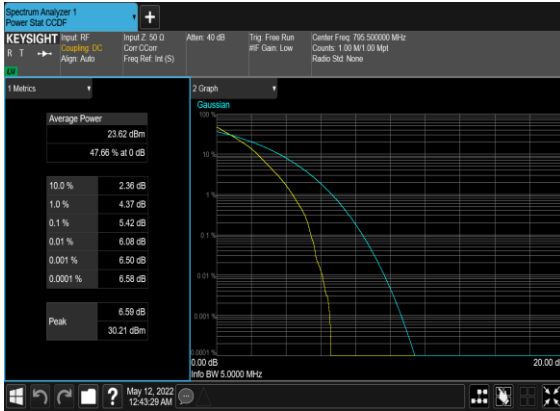 Spectrum Analyzer 1
Power Stat CCDF
+
KEYSIGHT
R T
LXI
Input: RF
Coupling: DC
Align: Auto
Input Z: 50 Ω
Corr CCorr
Freq Ref: Int (S)
Atten: 40 dB
Trig: Free Run
#IF Gain: Low
Center Freq: 795.500000 MHz
Counts: 1.00 M/1.00 Mpt
Radio Std: None
1 Metrics
Average Power
23.62 dBm
47.66 % at 0 dB
10.0 % 2.36 dB
1.0 % 4.37 dB
0.1 % 5.42 dB
0.01 % 6.08 dB
0.001 % 6.50 dB
0.0001 % 6.58 dB
Peak
6.59 dB
30.21 dBm
2 Graph
Gaussian
100 %
10 %
1 %
0.1 %
0.01 %
0.001 %
0.0001 %
0.00 dB
20.00 d
Info BW 5.0000 MHz
?
May 12, 2022
12:43:29 AM